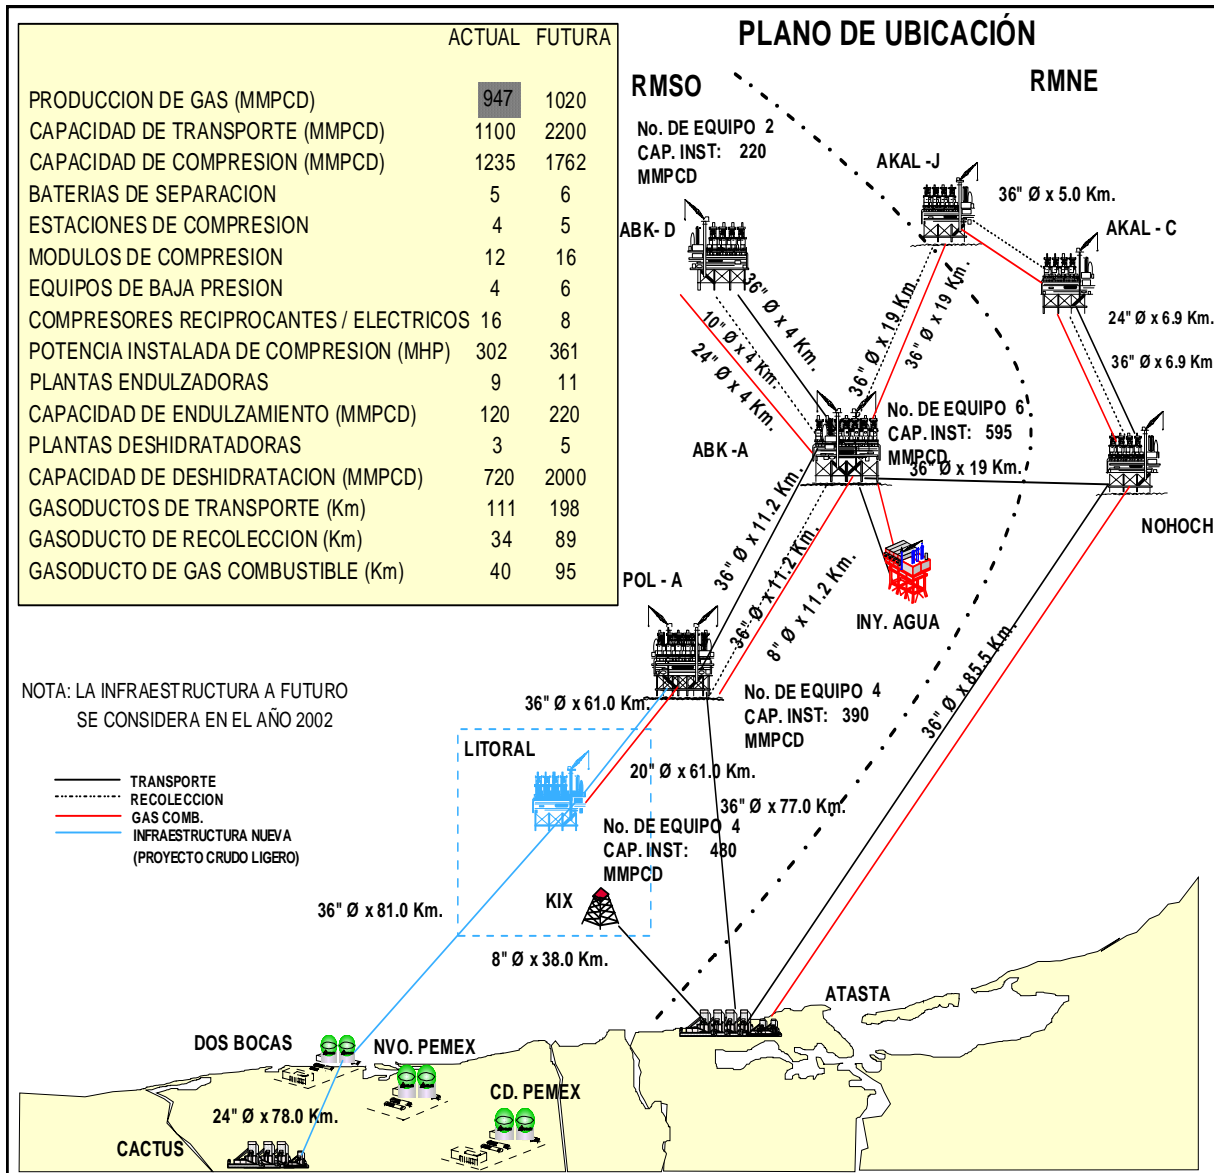 PLANO DE UBICACIÓN
ACTUAL FUTURA
PRODUCCION DE GAS (MMPCD) 947 1020
CAPACIDAD DE TRANSPORTE (MMPCD) 1100 2200
CAPACIDAD DE COMPRESION (MMPCD) 1235 1762
BATERIAS DE SEPARACION 5 6
ESTACIONES DE COMPRESION 4 5
MODULOS DE COMPRESION 12 16
EQUIPOS DE BAJA PRESION 4 6
COMPRESORES RECIPROCANTES / ELECTRICOS 16 8
POTENCIA INSTALADA DE COMPRESION (MHP) 302 361
PLANTAS ENDULZADORAS 9 11
CAPACIDAD DE ENDULZAMIENTO (MMPCD) 120 220
PLANTAS DESHIDRATADORAS 3 5
CAPACIDAD DE DESHIDRATACION (MMPCD) 720 2000
GASODUCTOS DE TRANSPORTE (Km) 111 198
GASODUCTO DE RECOLECCION (Km) 34 89
GASODUCTO DE GAS COMBUSTIBLE (Km) 40 95
RMSO
RMNE
No. DE EQUIPO 2
CAP. INST: 220
MMPCD
AKAL -J
36" Ø x 5.0 Km.
AKAL - C
ABK- D
36" Ø x 4 Km.
10" Ø x 4 Km.
24" Ø x 4 Km.
36" Ø x 19 Km.
36" Ø x 19 Km.
24" Ø x 6.9 Km.
36" Ø x 6.9 Km
No. DE EQUIPO 6
CAP. INST: 595
MMPCD
ABK -A
36" Ø x 19 Km.
NOHOCH
36" Ø x 11.2 Km.
36" Ø x 11.2 Km.
8" Ø x 11.2 Km.
INY. AGUA
POL - A
36" Ø x 85.5 Km.
NOTA: LA INFRAESTRUCTURA A FUTURO
SE CONSIDERA EN EL AÑO 2002
36" Ø x 61.0 Km.
No. DE EQUIPO 4
CAP. INST: 390
MMPCD
LITORAL
20" Ø x 61.0 Km.
36" Ø x 77.0 Km.
TRANSPORTE
RECOLECCION
GAS COMB.
INFRAESTRUCTURA NUEVA
(PROYECTO CRUDO LIGERO)
No. DE EQUIPO 4
CAP. INST: 480
MMPCD
KIX
36" Ø x 81.0 Km.
8" Ø x 38.0 Km.
ATASTA
DOS BOCAS
NVO. PEMEX
CD. PEMEX
24" Ø x 78.0 Km.
CACTUS